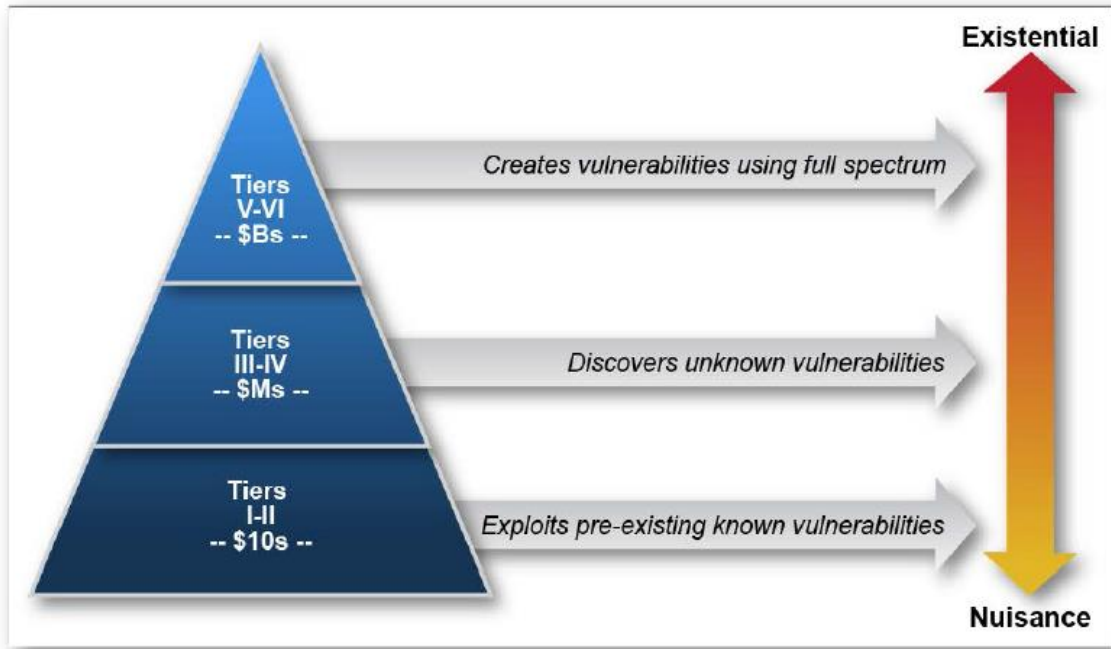 Existential
Tiers
V-VI
-- $Bs --
Creates vulnerabilities using full spectrum
Tiers
III-IV
-- $Ms --
Discovers unknown vulnerabilities
Tiers
I-II
-- $10s --
Exploits pre-existing known vulnerabilities
Nuisance